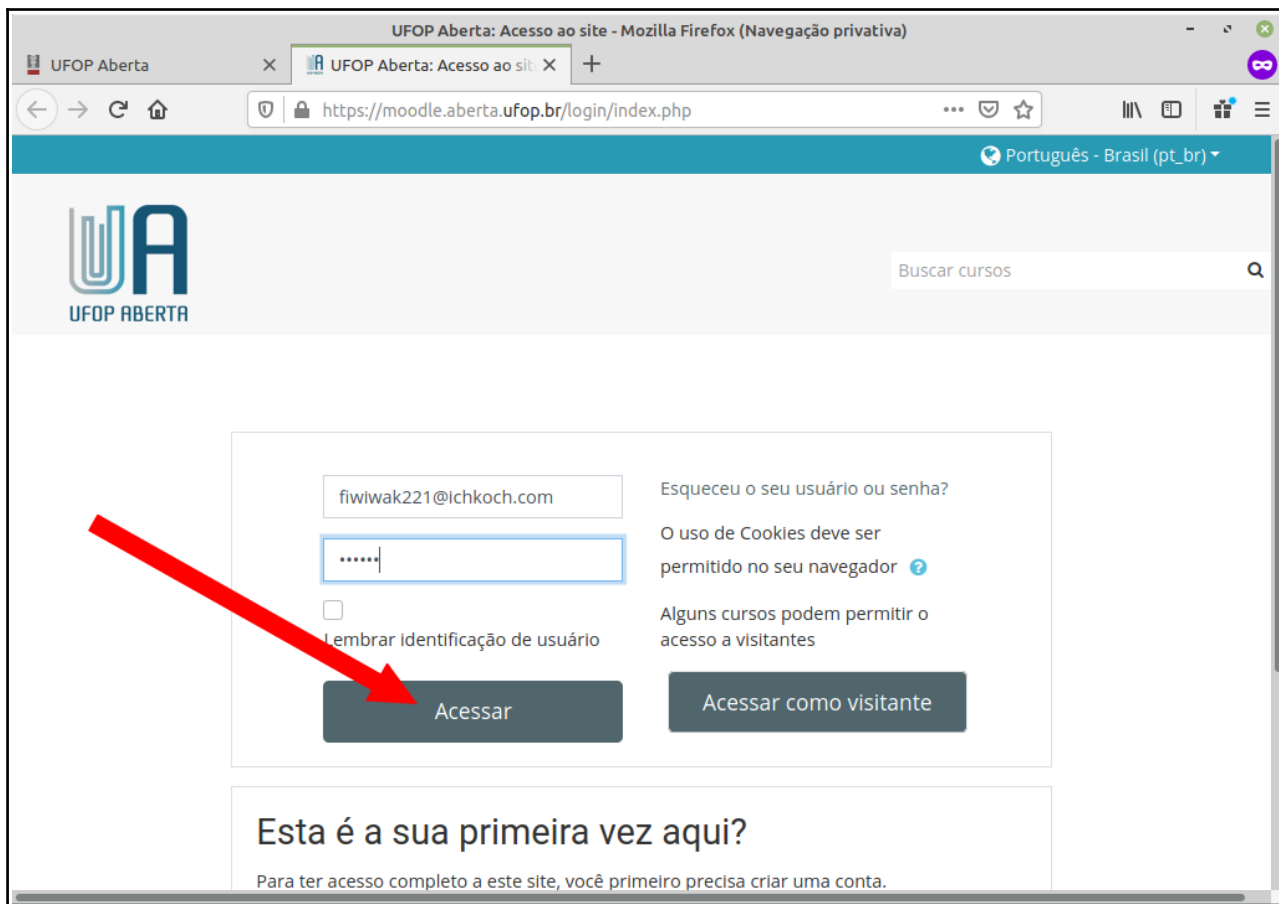 UFOP Aberta: Acesso ao site - Mozilla Firefox (Navegação privativa)
UFOP Aberta
UFOP Aberta: Acesso ao sit
https://moodle.aberta.ufop.br/login/index.php
Português - Brasil (pt_br)
UFOP ABERTA
Buscar cursos
fiwiwak221@ichkoch.com
••••••
Lembrar identificação de usuário
Acessar
Esqueceu o seu usuário ou senha?
O uso de Cookies deve ser
permitido no seu navegador
Alguns cursos podem permitir o
acesso a visitantes
Acessar como visitante
Esta é a sua primeira vez aqui?
Para ter acesso completo a este site, você primeiro precisa criar uma conta.